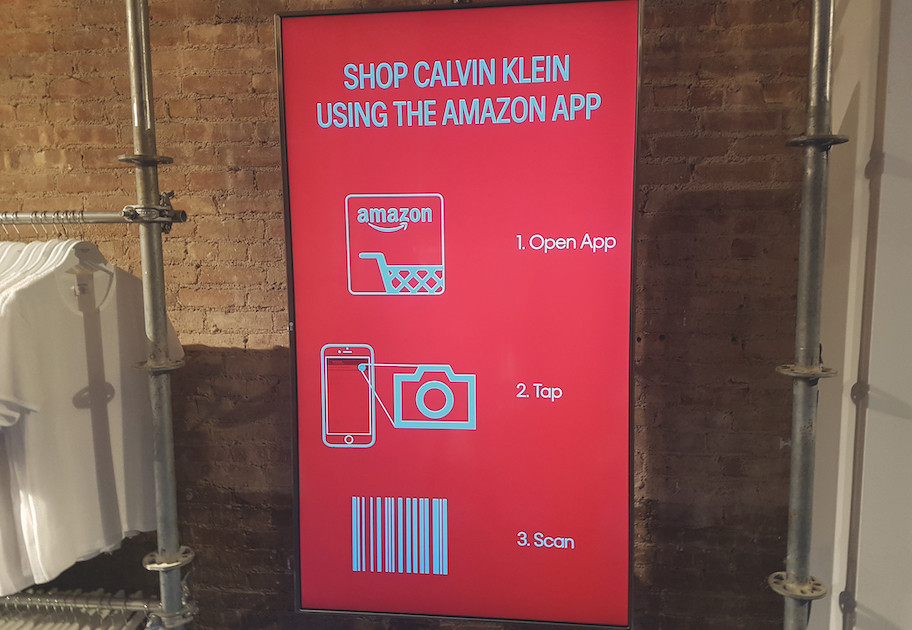 SHOP CALVIN KLEIN
USING THE AMAZON APP
amazon
1. Open App
2. Tap
3. Scan